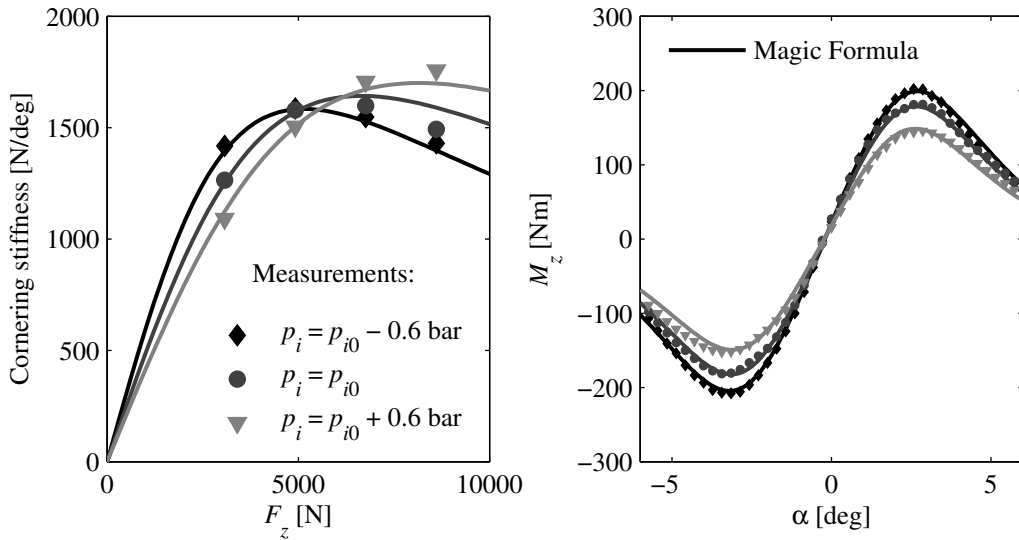 2000
1500
1000
500
0
0
5000
10000
Cornering stiffness [N/deg]
F_z [N]
Measurements:
p_i = p_i0 − 0.6 bar
p_i = p_i0
p_i = p_i0 + 0.6 bar
300
200
100
0
−100
−200
−300
−5
0
5
M_z [Nm]
α [deg]
Magic Formula